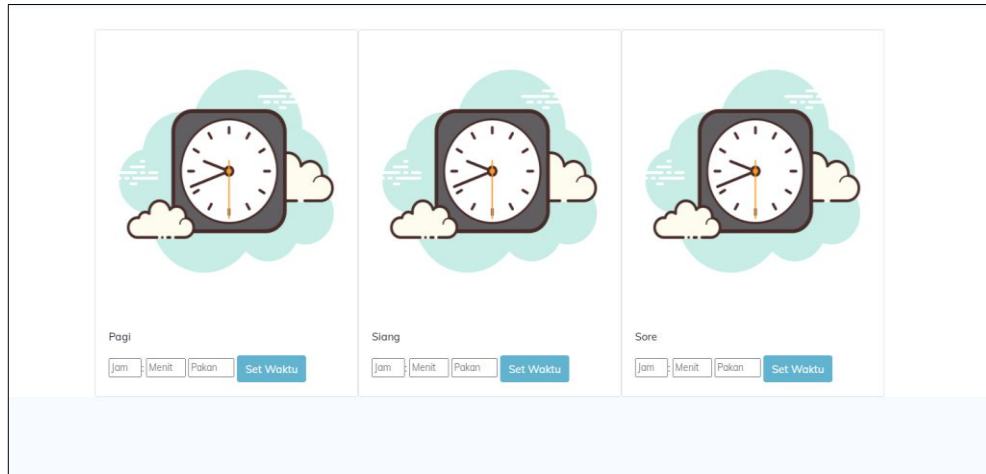 Pagi
Jam : Menit Pakan Set Waktu
Siang
Jam : Menit Pakan Set Waktu
Sore
Jam : Menit Pakan Set Waktu